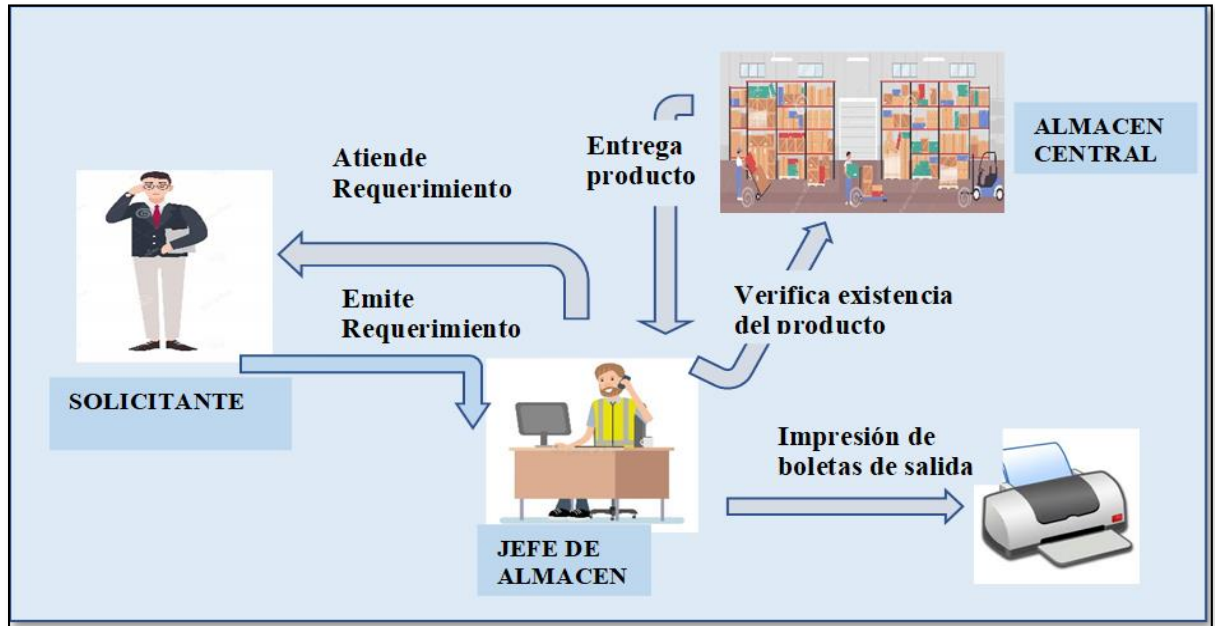 Atiende
Requerimiento
Entrega
producto
ALMACEN
CENTRAL
Emite
Requerimiento
Verifica existencia
del producto
SOLICITANTE
Impresión de
boletas de salida
JEFE DE
ALMACEN